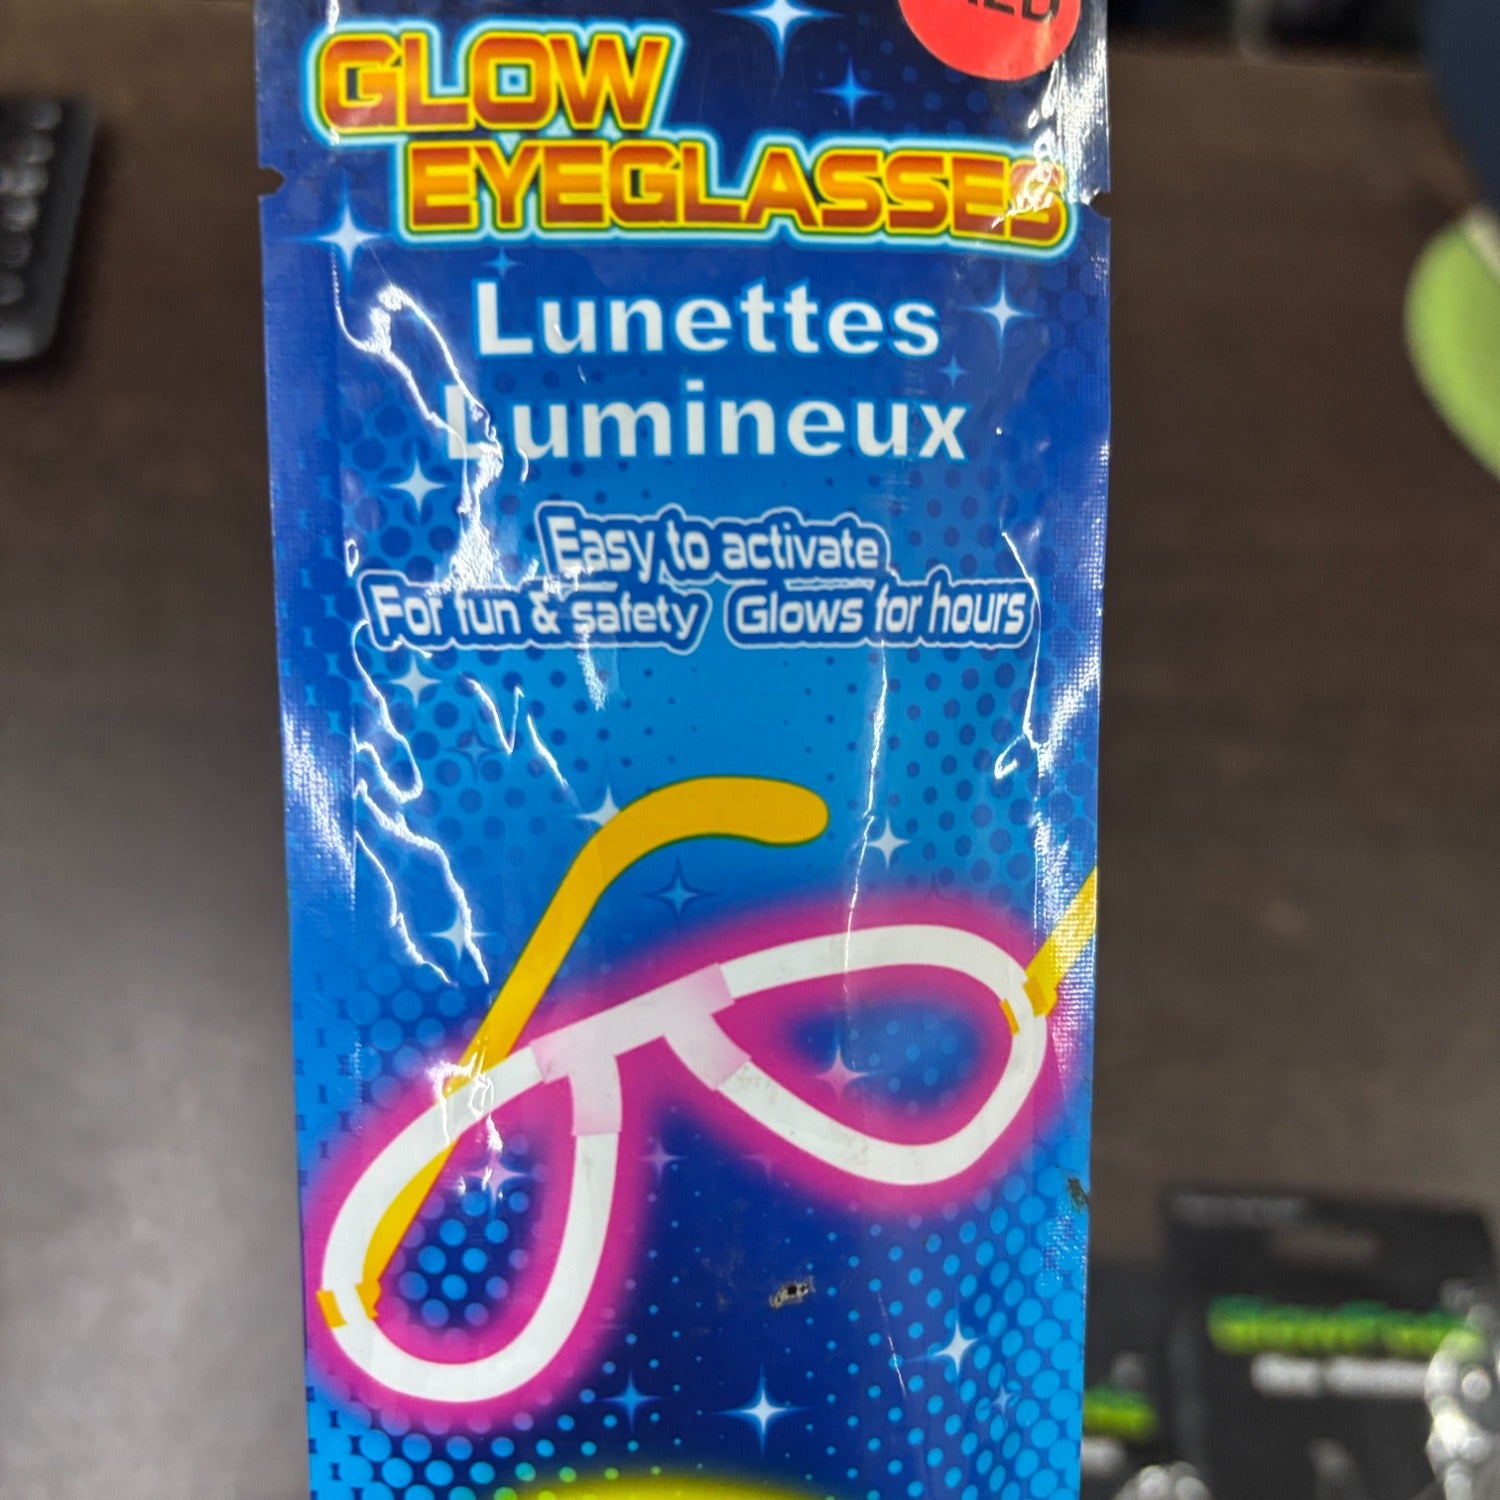 GLOW
EYEGLASSES
Lunettes
Lumineux
Easy to activate
For fun & safety Glows for hours